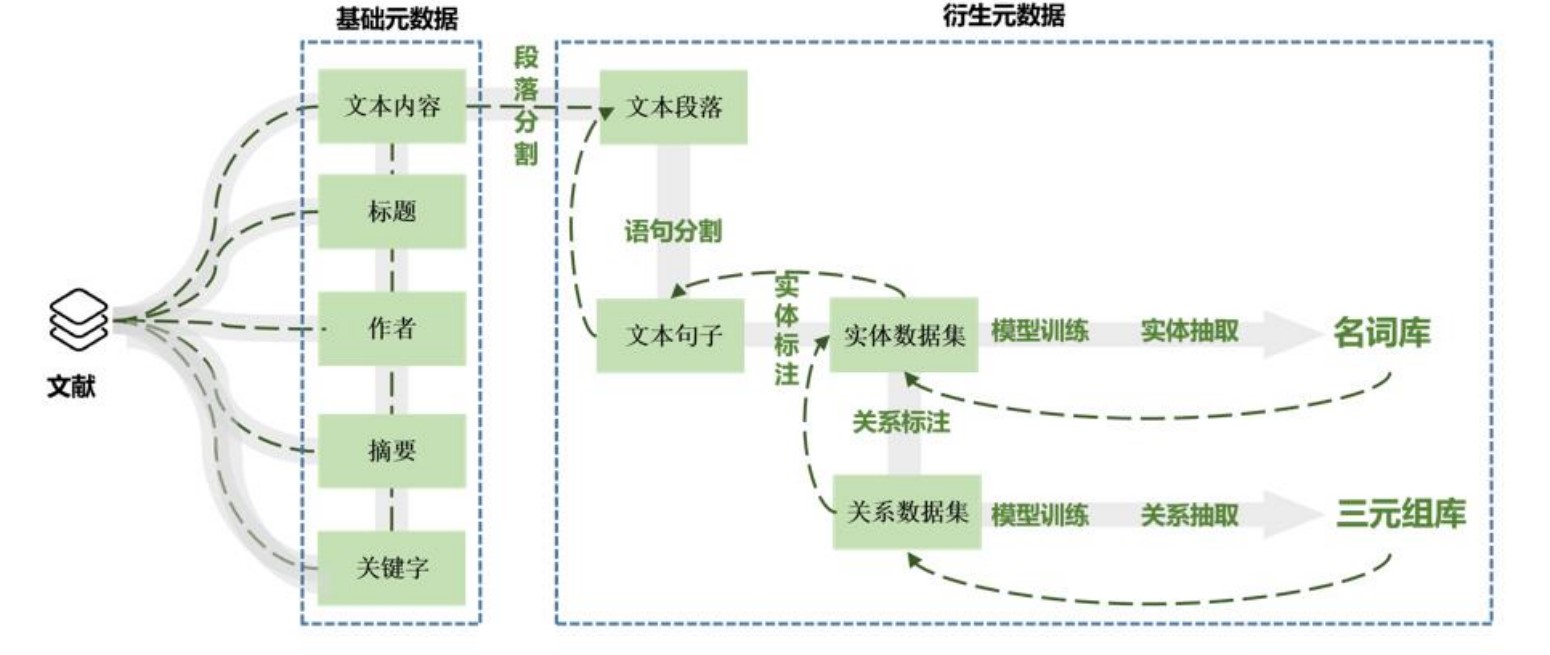 基础元数据
衍生元数据
文本内容
标题
作者
摘要
关键字
文献
段落分割
文本段落
语句分割
文本句子
实体标注
实体数据集
模型训练
实体抽取
名词库
关系标注
关系数据集
模型训练
关系抽取
三元组库